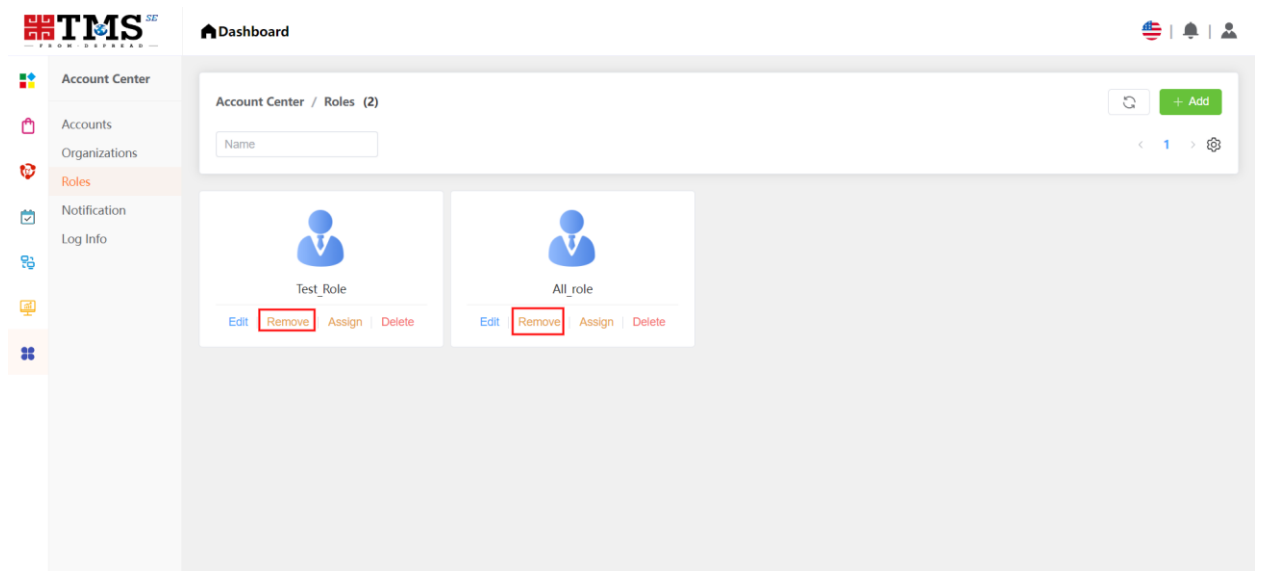 TMS SE
— FROM·DSPREAD —
Dashboard
Account Center
Accounts
Organizations
Roles
Notification
Log Info
Account Center / Roles (2)
+ Add
Name
< 1 >
Test_Role
Edit Remove Assign Delete
All_role
Edit Remove Assign Delete